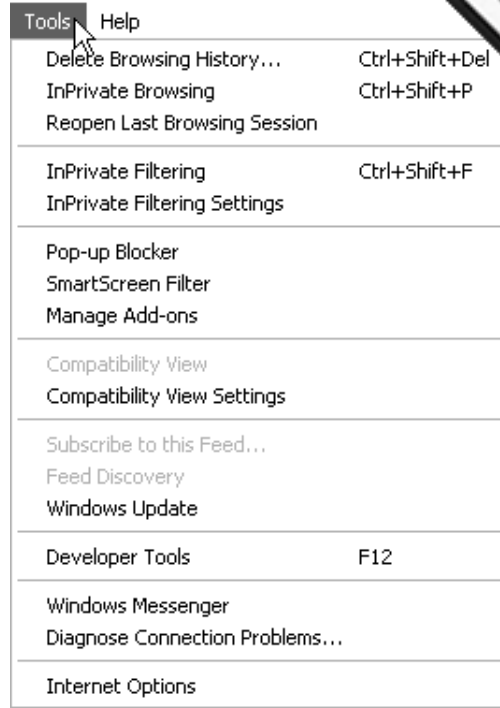 Tools Help
Delete Browsing History... Ctrl+Shift+Del
InPrivate Browsing Ctrl+Shift+P
Reopen Last Browsing Session
InPrivate Filtering Ctrl+Shift+F
InPrivate Filtering Settings
Pop-up Blocker
SmartScreen Filter
Manage Add-ons
Compatibility View
Compatibility View Settings
Subscribe to this Feed...
Feed Discovery
Windows Update
Developer Tools F12
Windows Messenger
Diagnose Connection Problems...
Internet Options